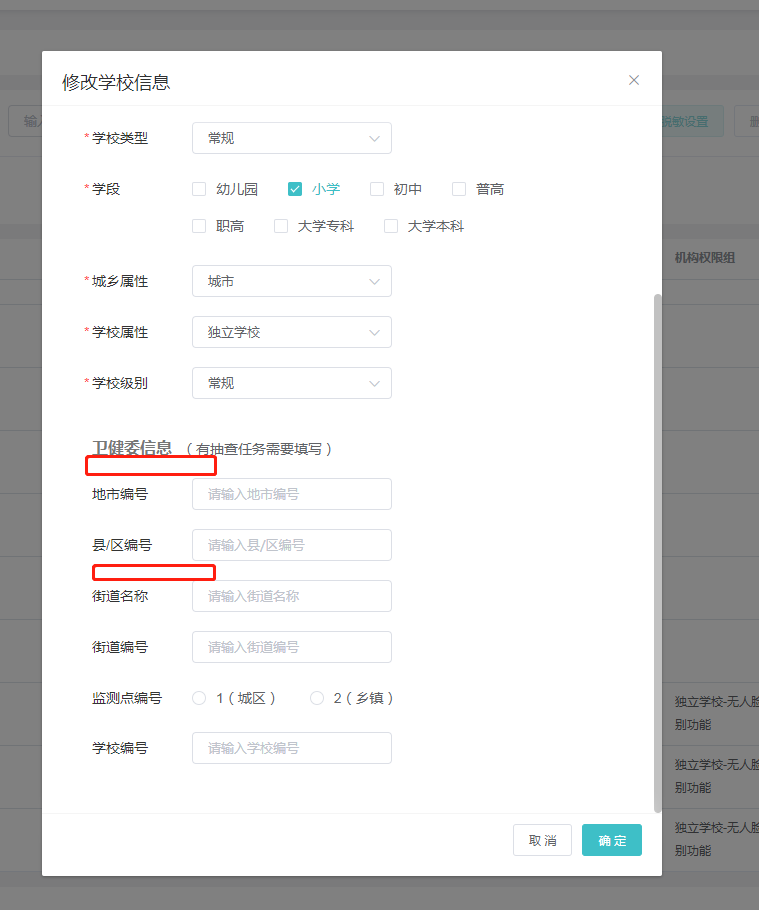 修改学校信息
输入
脱敏设置
删
*学校类型 常规
*学段 幼儿园 小学 初中 普高
职高 大学专科 大学本科
机构权限组
*城乡属性 城市
*学校属性 独立学校
*学校级别 常规
卫健委信息 （有抽查任务需要填写）
地市编号 请输入地市编号
县/区编号 请输入县/区编号
街道名称 请输入街道名称
街道编号 请输入街道编号
监测点编号 1（城区） 2（乡镇）
学校编号 请输入学校编号
独立学校-无人脸
别功能
独立学校-无人脸
别功能
独立学校-无人脸
别功能
取消 确定